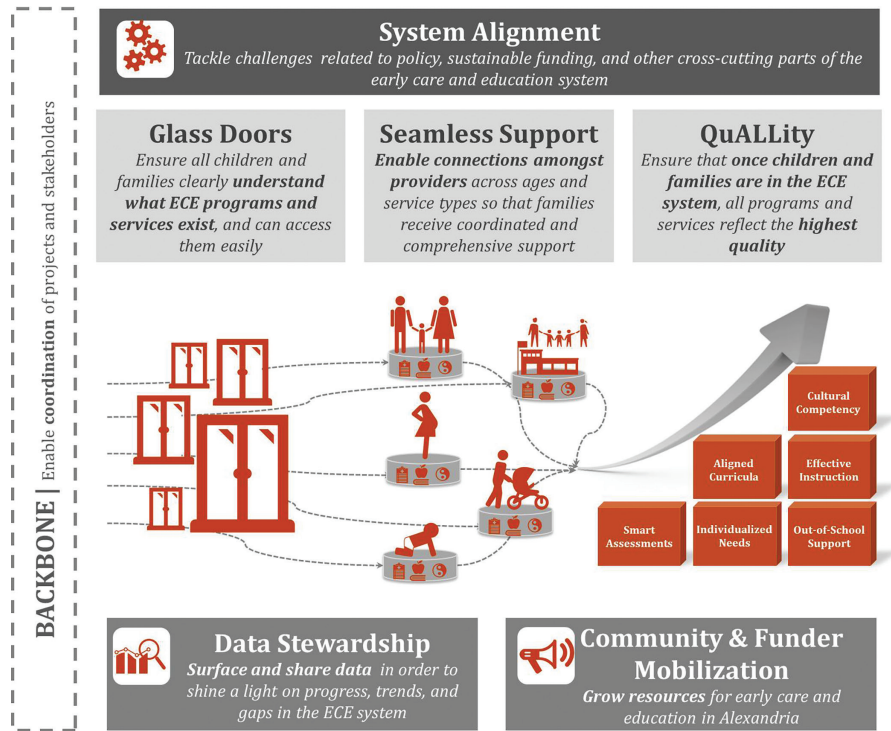 BACKBONE | Enable coordination of projects and stakeholders
System Alignment
Tackle challenges related to policy, sustainable funding, and other cross-cutting parts of the
early care and education system
Glass Doors
Ensure all children and
families clearly understand
what ECE programs and
services exist, and can access
them easily
Seamless Support
Enable connections amongst
providers across ages and
service types so that families
receive coordinated and
comprehensive support
QuALLity
Ensure that once children and
families are in the ECE
system, all programs and
services reflect the highest
quality
Cultural
Competency
Aligned
Curricula
Effective
Instruction
Smart
Assessments
Individualized
Needs
Out-of-School
Support
Data Stewardship
Surface and share data in order to
shine a light on progress, trends, and
gaps in the ECE system
Community & Funder
Mobilization
Grow resources for early care and
education in Alexandria